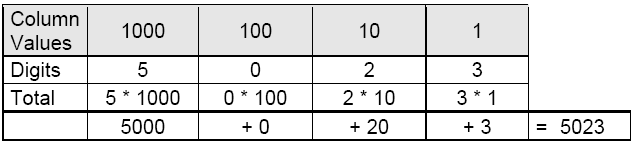 Column Values 1000 100 10 1
Digits 5 0 2 3
Total 5 * 1000 0 * 100 2 * 10 3 * 1
5000 + 0 + 20 + 3 = 5023